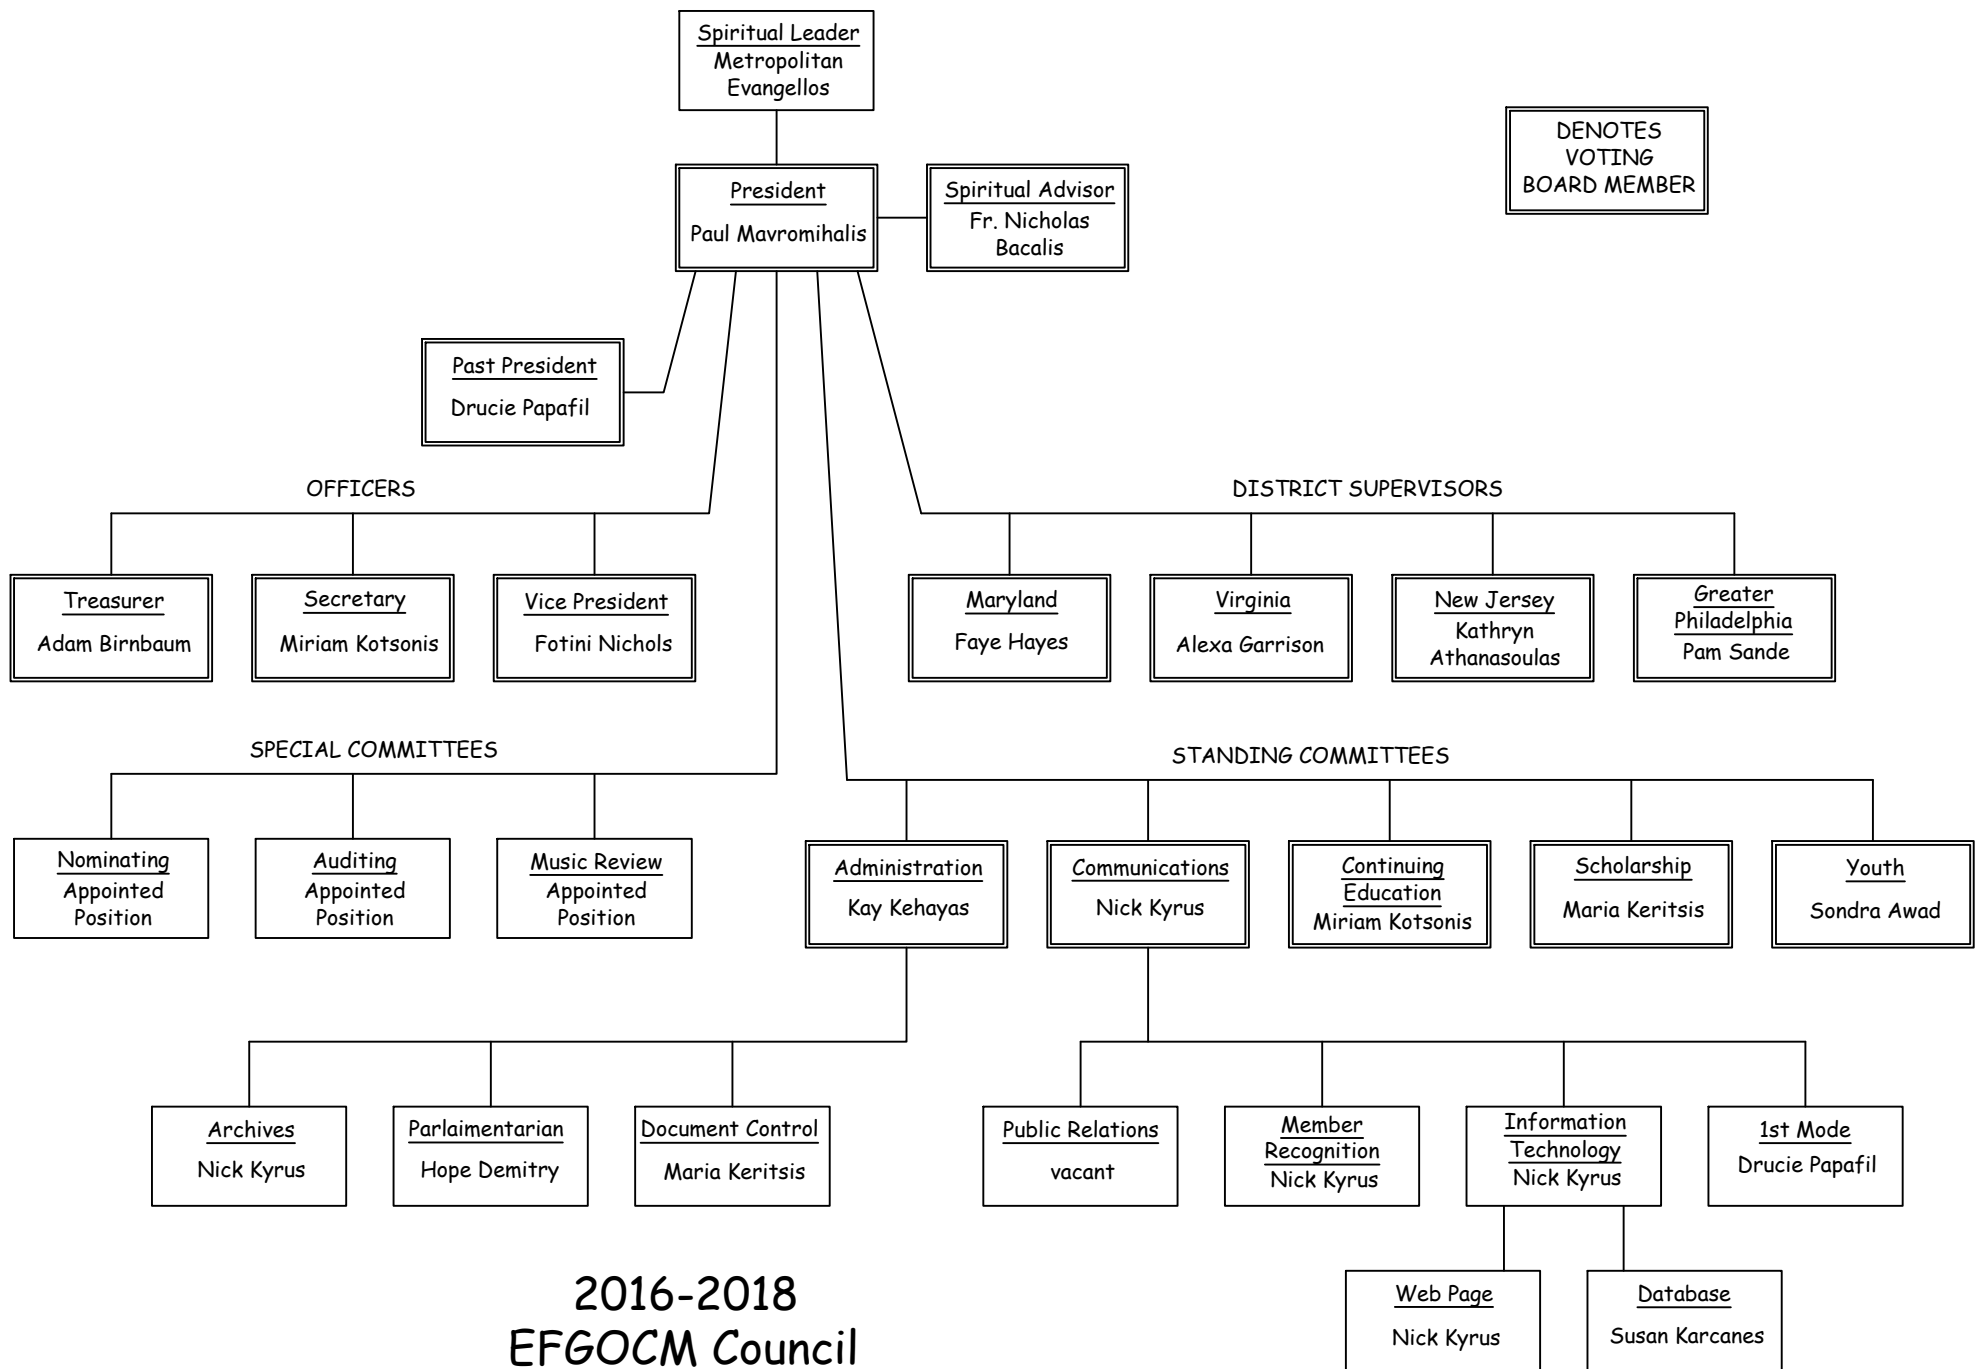 Spiritual Leader
Metropolitan
Evangellos
DENOTES
VOTING
BOARD MEMBER
President
Paul Mavromihalis
Spiritual Advisor
Fr. Nicholas
Bacalis
Past President
Drucie Papafil
OFFICERS
Treasurer
Adam Birnbaum
Secretary
Miriam Kotsonis
Vice President
Fotini Nichols
DISTRICT SUPERVISORS
Maryland
Faye Hayes
Virginia
Alexa Garrison
New Jersey
Kathryn
Athanasoulas
Greater
Philadelphia
Pam Sande
SPECIAL COMMITTEES
Nominating
Appointed
Position
Auditing
Appointed
Position
Music Review
Appointed
Position
STANDING COMMITTEES
Administration
Kay Kehayas
Communications
Nick Kyrus
Continuing
Education
Miriam Kotsonis
Scholarship
Maria Keritsis
Youth
Sondra Awad
Archives
Nick Kyrus
Parlaimentarian
Hope Demitry
Document Control
Maria Keritsis
Public Relations
vacant
Member
Recognition
Nick Kyrus
Information
Technology
Nick Kyrus
1st Mode
Drucie Papafil
Web Page
Nick Kyrus
Database
Susan Karcanes
2016-2018
EFGOCM Council